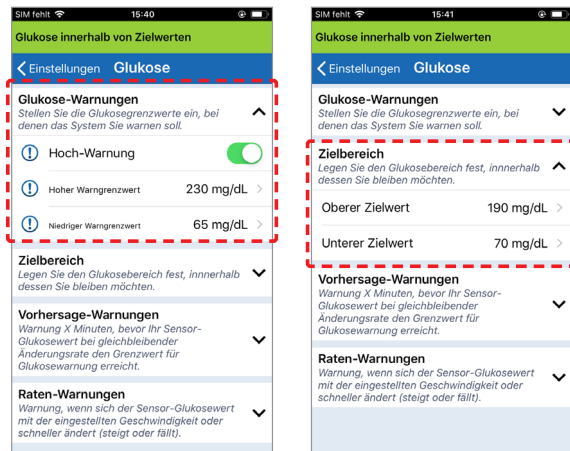 SIM fehlt 15:40
Glukose innerhalb von Zielwerten
Einstellungen Glukose
Glukose-Warnungen
Stellen Sie die Glukosegrenzwerte ein, bei
denen das System Sie warnen soll.
Hoch-Warnung
Hoher Warngrenzwert 230 mg/dL
Niedriger Warngrenzwert 65 mg/dL
Zielbereich
Legen Sie den Glukosebereich fest, innnerhalb
dessen Sie bleiben möchten.
Vorhersage-Warnungen
Warnung X Minuten, bevor Ihr Sensor-
Glukosewert bei gleichbleibender
Änderungsrate den Grenzwert für
Glukosewarnung erreicht.
Raten-Warnungen
Warnung, wenn sich der Sensor-Glukosewert
mit der eingestellten Geschwindigkeit oder
schneller ändert (steigt oder fällt).
SIM fehlt 15:41
Glukose innerhalb von Zielwerten
Einstellungen Glukose
Glukose-Warnungen
Stellen Sie die Glukosegrenzwerte ein, bei
denen das System Sie warnen soll.
Zielbereich
Legen Sie den Glukosebereich fest, innnerhalb
dessen Sie bleiben möchten.
Oberer Zielwert 190 mg/dL
Unterer Zielwert 70 mg/dL
Vorhersage-Warnungen
Warnung X Minuten, bevor Ihr Sensor-
Glukosewert bei gleichbleibender
Änderungsrate den Grenzwert für
Glukosewarnung erreicht.
Raten-Warnungen
Warnung, wenn sich der Sensor-Glukosewert
mit der eingestellten Geschwindigkeit oder
schneller ändert (steigt oder fällt).